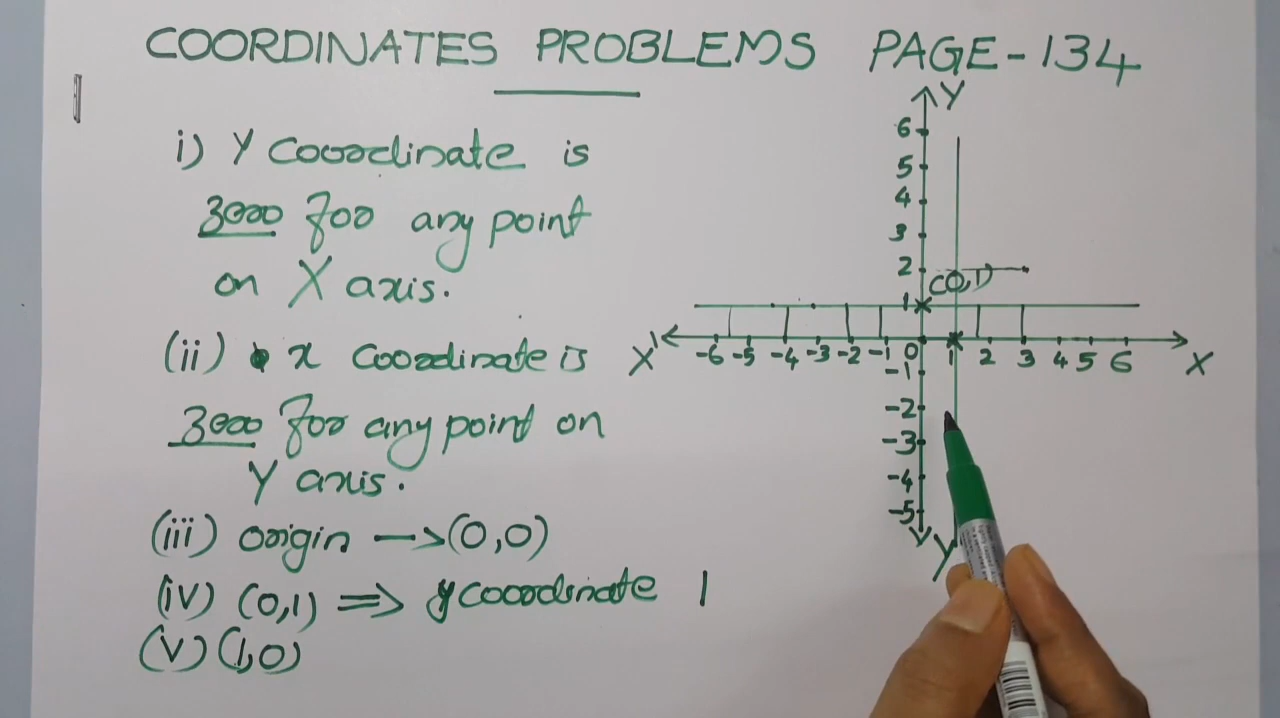 COORDINATES PROBLEMS PAGE-134
i) Y coordinate is
zero for any point
on X axis.
(ii) x coordinate is
zero for any point on
Y axis.
(iii) origin → (0,0)
(iv) (0,1) ⇒ y coordinate 1
(v) (1,0)
Y
6
5
4
3
2
(0,1)
1
X' -6 -5 -4 -3 -2 -1 0 1 2 3 4 5 6 X
-1
-2
-3
-4
-5
Y'